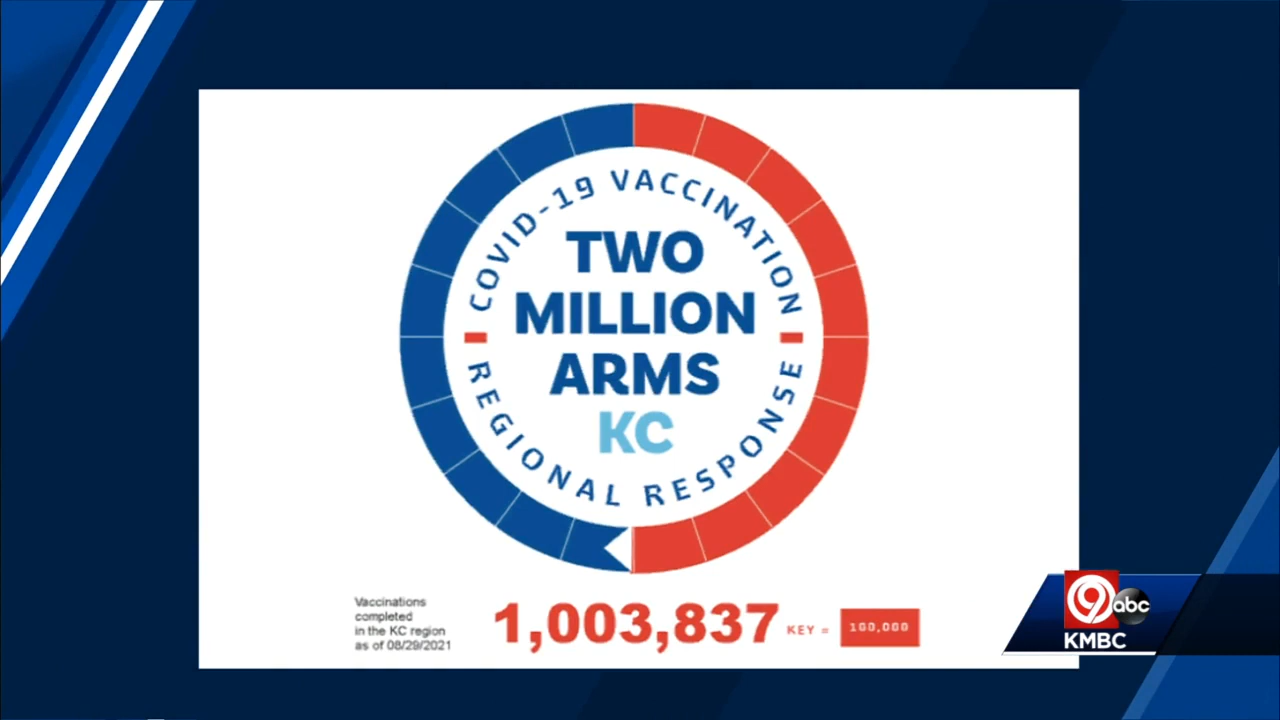 COVID-19 VACCINATION
TWO
MILLION
ARMS
KC
REGIONAL RESPONSE
Vaccinations
completed
in the KC region
as of 08/29/2021
1,003,837
KEY = 100,000
9 abc
KMBC